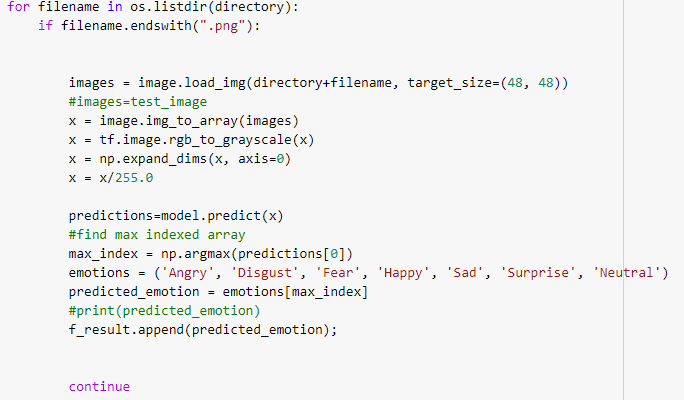 for filename in os.listdir(directory):
    if filename.endswith(".png"):
        images = image.load_img(directory+filename, target_size=(48, 48))
        #images=test_image
        x = image.img_to_array(images)
        x = tf.image.rgb_to_grayscale(x)
        x = np.expand_dims(x, axis=0)
        x = x/255.0
        predictions=model.predict(x)
        #find max indexed array
        max_index = np.argmax(predictions[0])
        emotions = ('Angry', 'Disgust', 'Fear', 'Happy', 'Sad', 'Surprise', 'Neutral')
        predicted_emotion = emotions[max_index]
        #print(predicted_emotion)
        f_result.append(predicted_emotion);
        continue